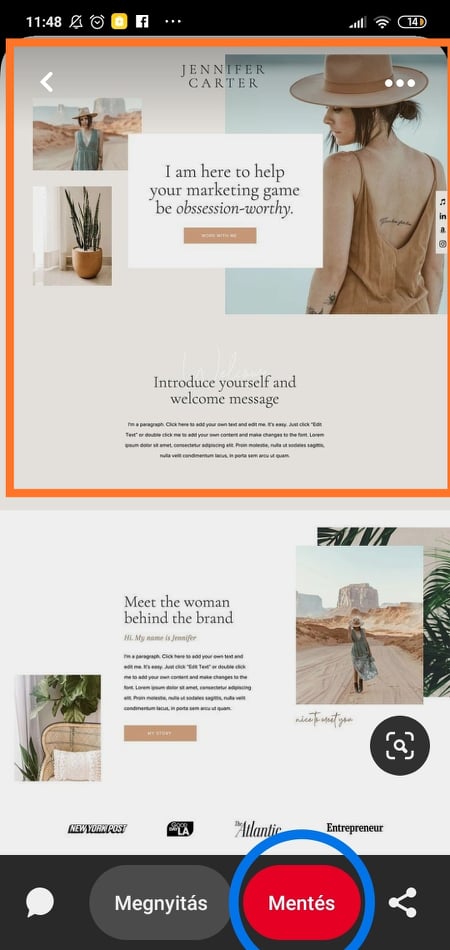 11:48
14
JENNIFER
CARTER
I am here to help
your marketing game
be obssession-worthy.
WORK WITH ME
Welcome
Introduce yourself and
welcome message
I'm a paragraph. Click here to add your own text and edit me. It's easy. Just click "Edit
Text" or double click me to add your own content and make changes to the font. Lorem
ipsum dolor sit amet, consectetur adipiscing elit. Proin molestie, nulla ut suscipit efficitur,
nulla velit condimentum lacus, in porta sem arcu ut quam.
Meet the woman
behind the brand
Hi. My name is Jennifer
I'm a paragraph. Click here to add your own text and
edit me. It's easy. Just click "Edit Text" or double click
me to add your own content and make changes to the
font. Lorem ipsum dolor sit amet, consectetur adipiscing
elit. Proin molestie, nulla ut suscipit efficitur, nulla velit
condimentum lacus, in porta sem arcu ut quam.
MY STORY
nice to meet you
NEW YORK POST
GOOD DAY LA
The Atlantic
Entrepreneur
Megnyitás
Mentés